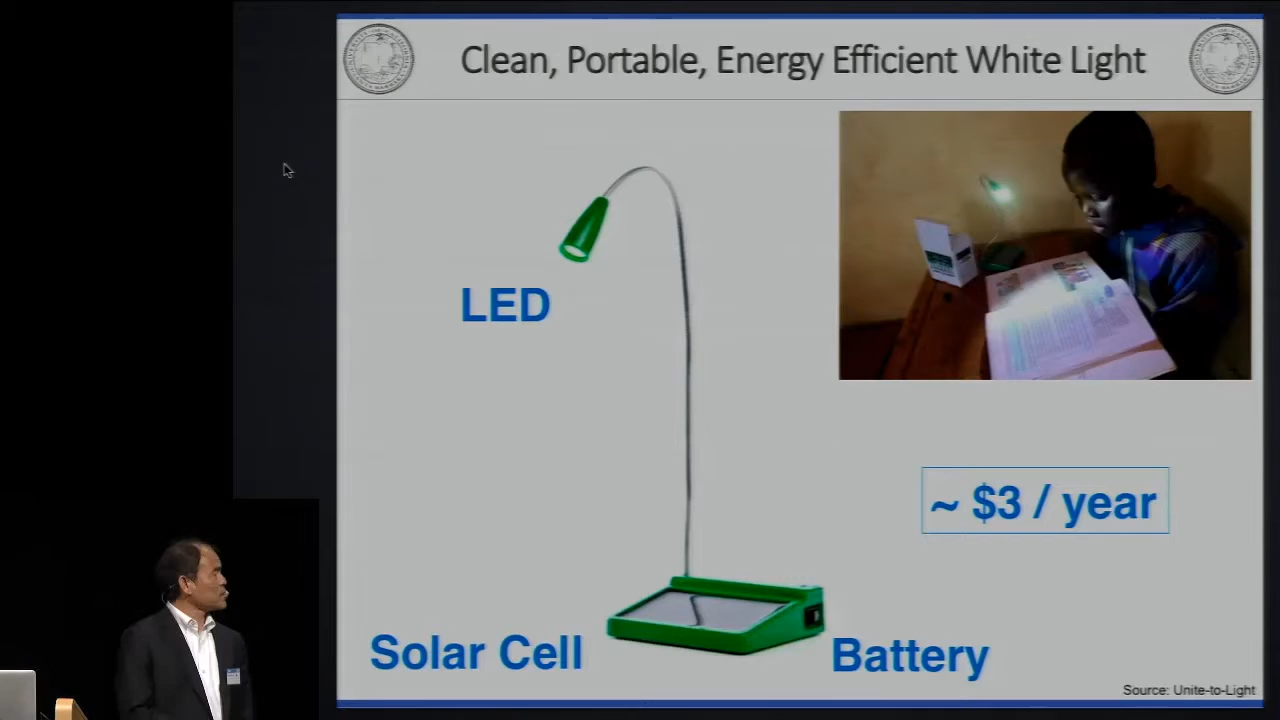 Clean, Portable, Energy Efficient White Light
LED
~ $3 / year
Solar Cell
Battery
Source: Unite-to-Light